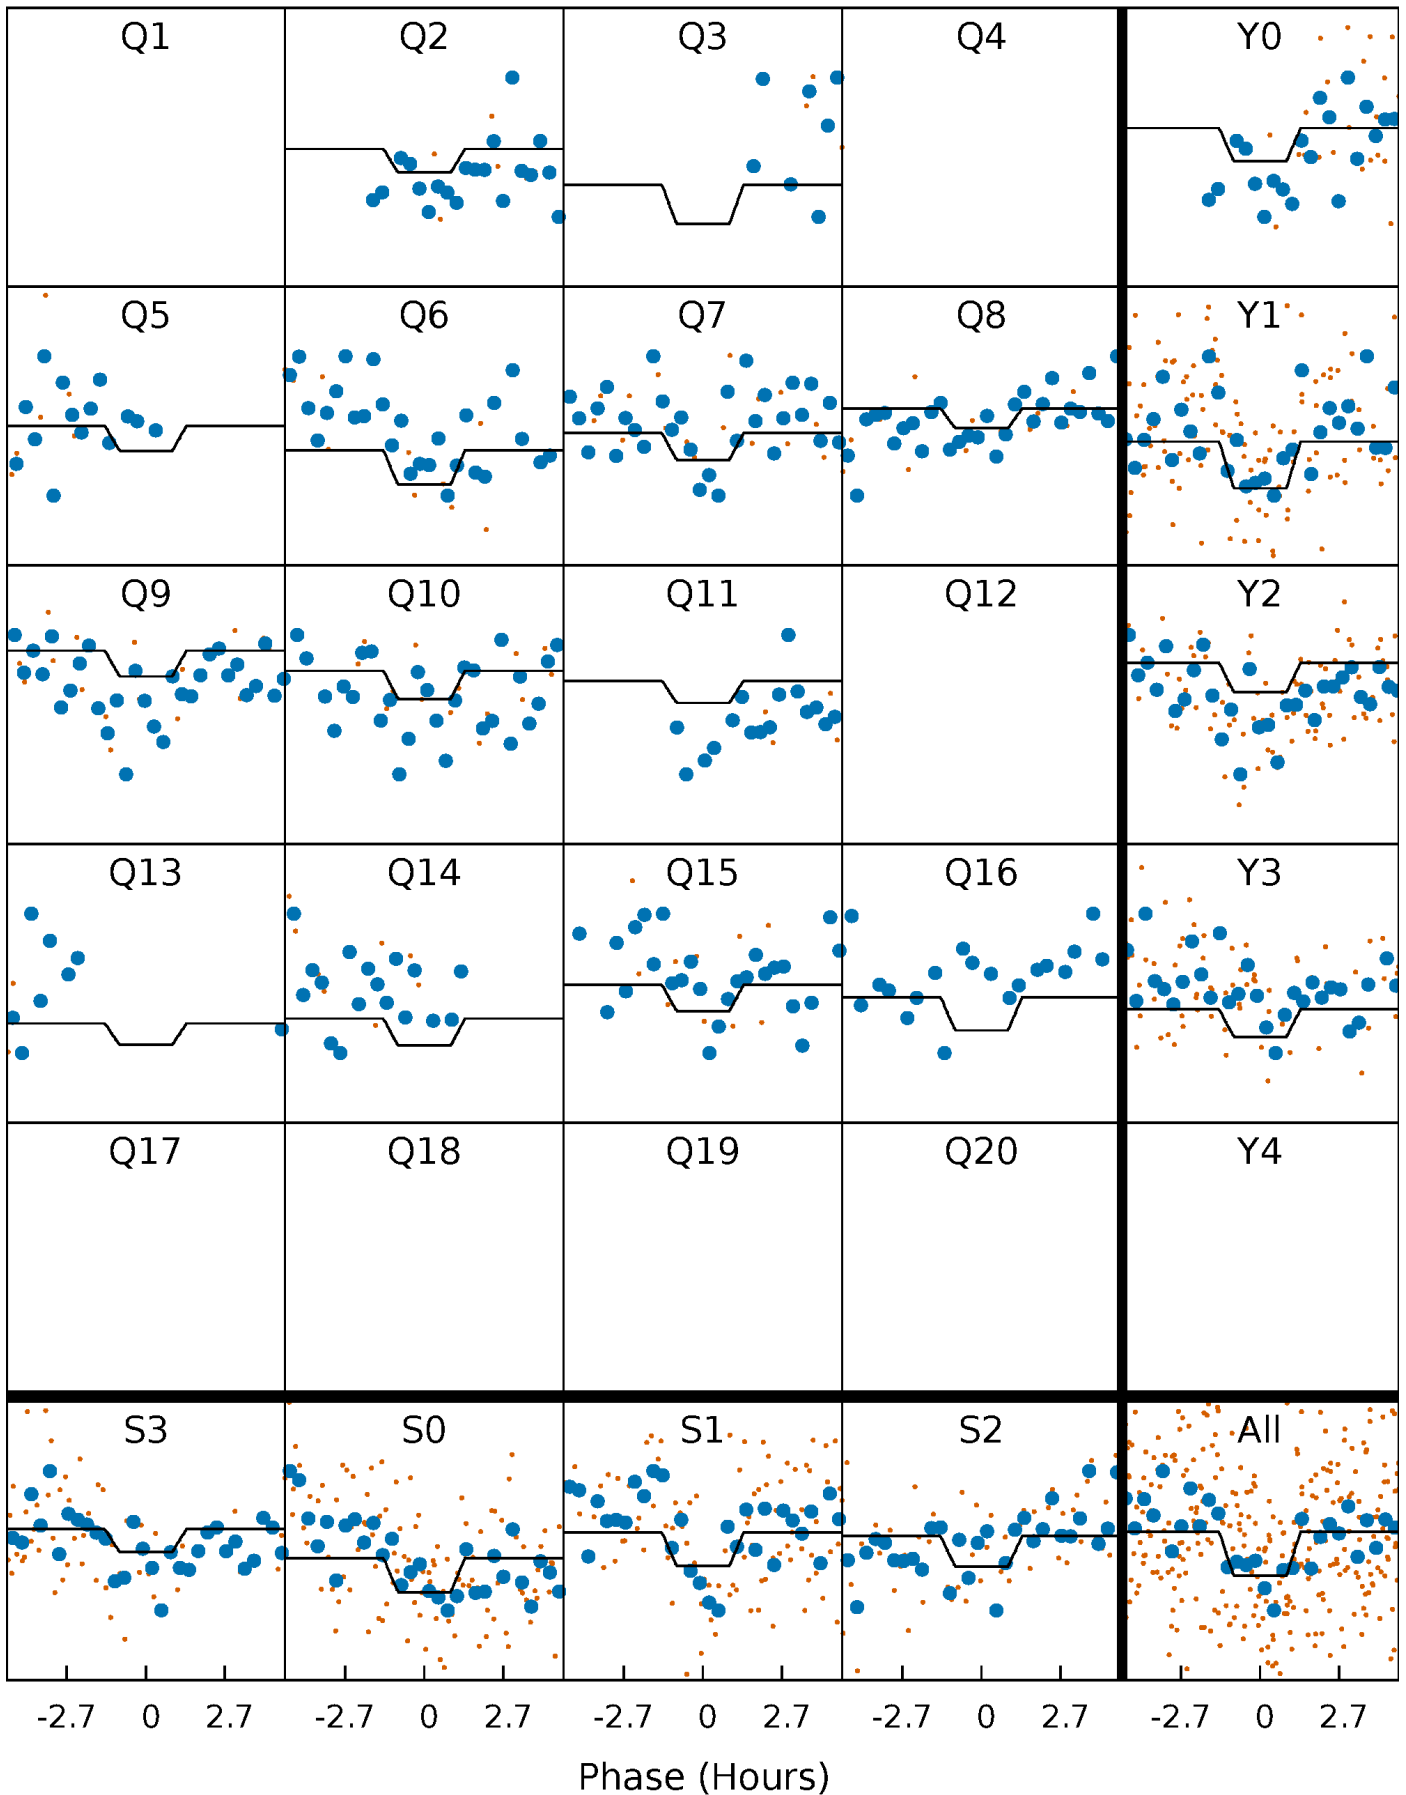 Q1 Q2 Q3 Q4 Y0
Q5 Q6 Q7 Q8 Y1
Q9 Q10 Q11 Q12 Y2
Q13 Q14 Q15 Q16 Y3
Q17 Q18 Q19 Q20 Y4
S3 S0 S1 S2 All
-2.7 0 2.7 -2.7 0 2.7 -2.7 0 2.7 -2.7 0 2.7 -2.7 0 2.7
Phase (Hours)